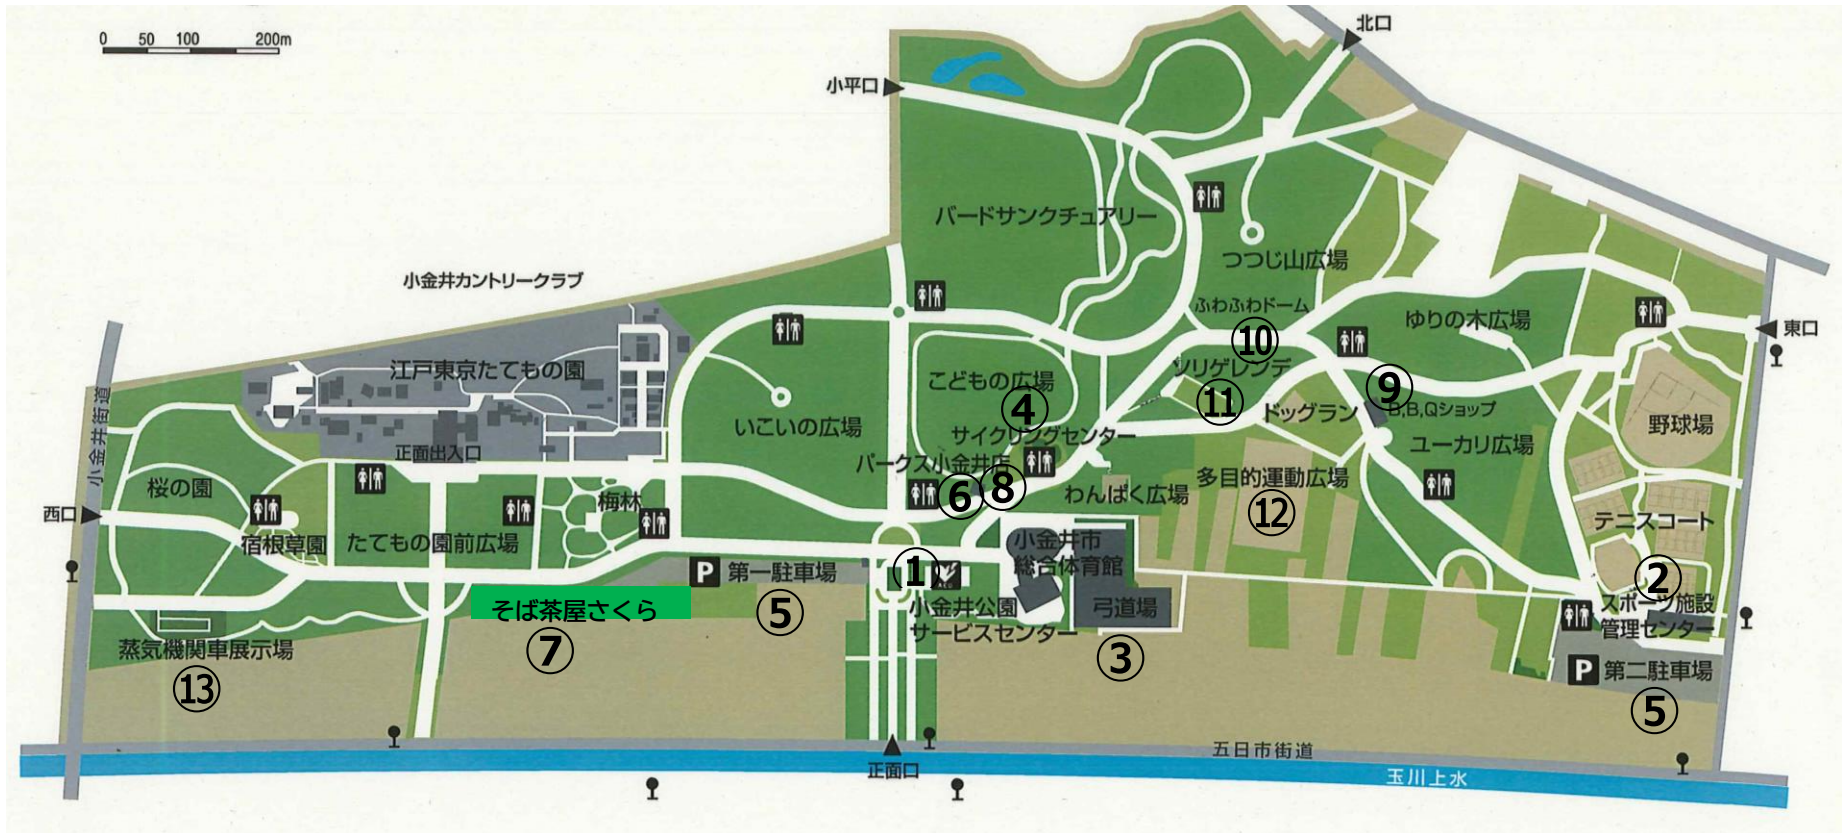 0 50 100 200m
北口
小平口
バードサンクチュアリー
つつじ山広場
小金井カントリークラブ
ふわふわドーム
⑩
ゆりの木広場
東口
江戸東京たてもの園
正面出入口
小金井街道
いこいの広場
こどもの広場
④
サイクリングセンター
パークス小金井店
⑥
⑧
ソリゲレンデ
⑪
ドッグラン
⑨
B,B,Qショップ
ユーカリ広場
野球場
わんぱく広場
多目的運動広場
⑫
テニスコート
②
スポーツ施設
管理センター
P 第二駐車場
⑤
桜の園
西口
宿根草園
たてもの園前広場
梅林
P 第一駐車場
⑤
そば茶屋さくら
⑦
①
小金井公園
サービスセンター
小金井市
総合体育館
弓道場
③
蒸気機関車展示場
⑬
正面口
五日市街道
玉川上水